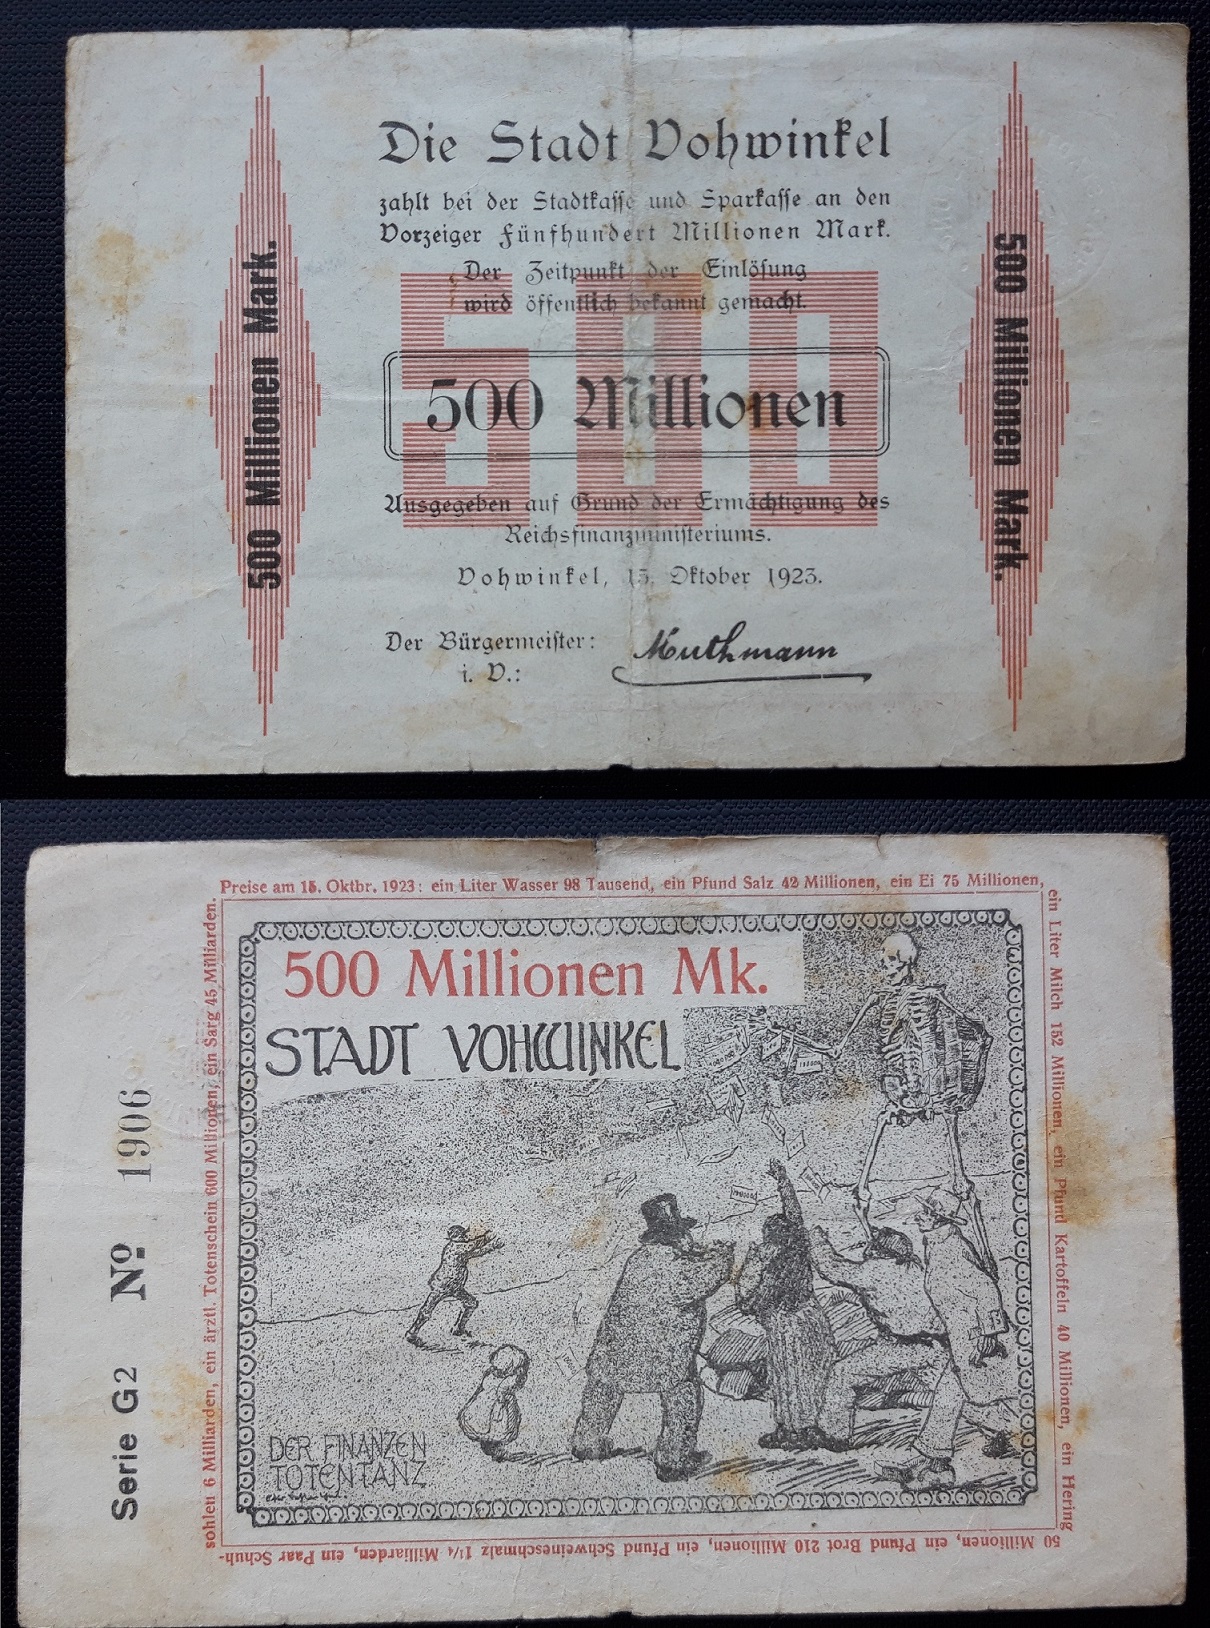 Die Stadt Vohwinkel
zahlt bei der Stadtkasse und Sparkasse an den
Vorzeiger Fünfhundert Millionen Mark.
Der Zeitpunkt der Einlösung
wird öffentlich bekannt gemacht.
500
500 Millionen
Ausgegeben auf Grund der Ermächtigung des
Reichsfinanzministeriums.
Vohwinkel, 15. Oktober 1923.
Der Bürgermeister:
i. V.:
Muthmann
500 Millionen Mark.
500 Millionen Mark.
Preise am 15. Oktbr. 1923: ein Liter Wasser 98 Tausend, ein Pfund Salz 42 Millionen, ein Ei 75 Millionen,
ein Liter Milch 152 Millionen, ein Pfund Kartoffeln 40 Millionen, ein Hering
50 Millionen, ein Pfund Brot 210 Millionen, ein Pfund Schweineschmalz 1¼ Milliarden, ein Paar Schuh-
sohlen 6 Milliarden, ein ärztl. Totenschein 600 Millionen, ein Sarg 45 Milliarden.
500 Millionen Mk.
STADT VOHWINKEL
DER FINANZEN
TOTENTANZ
Serie G2 № 1906